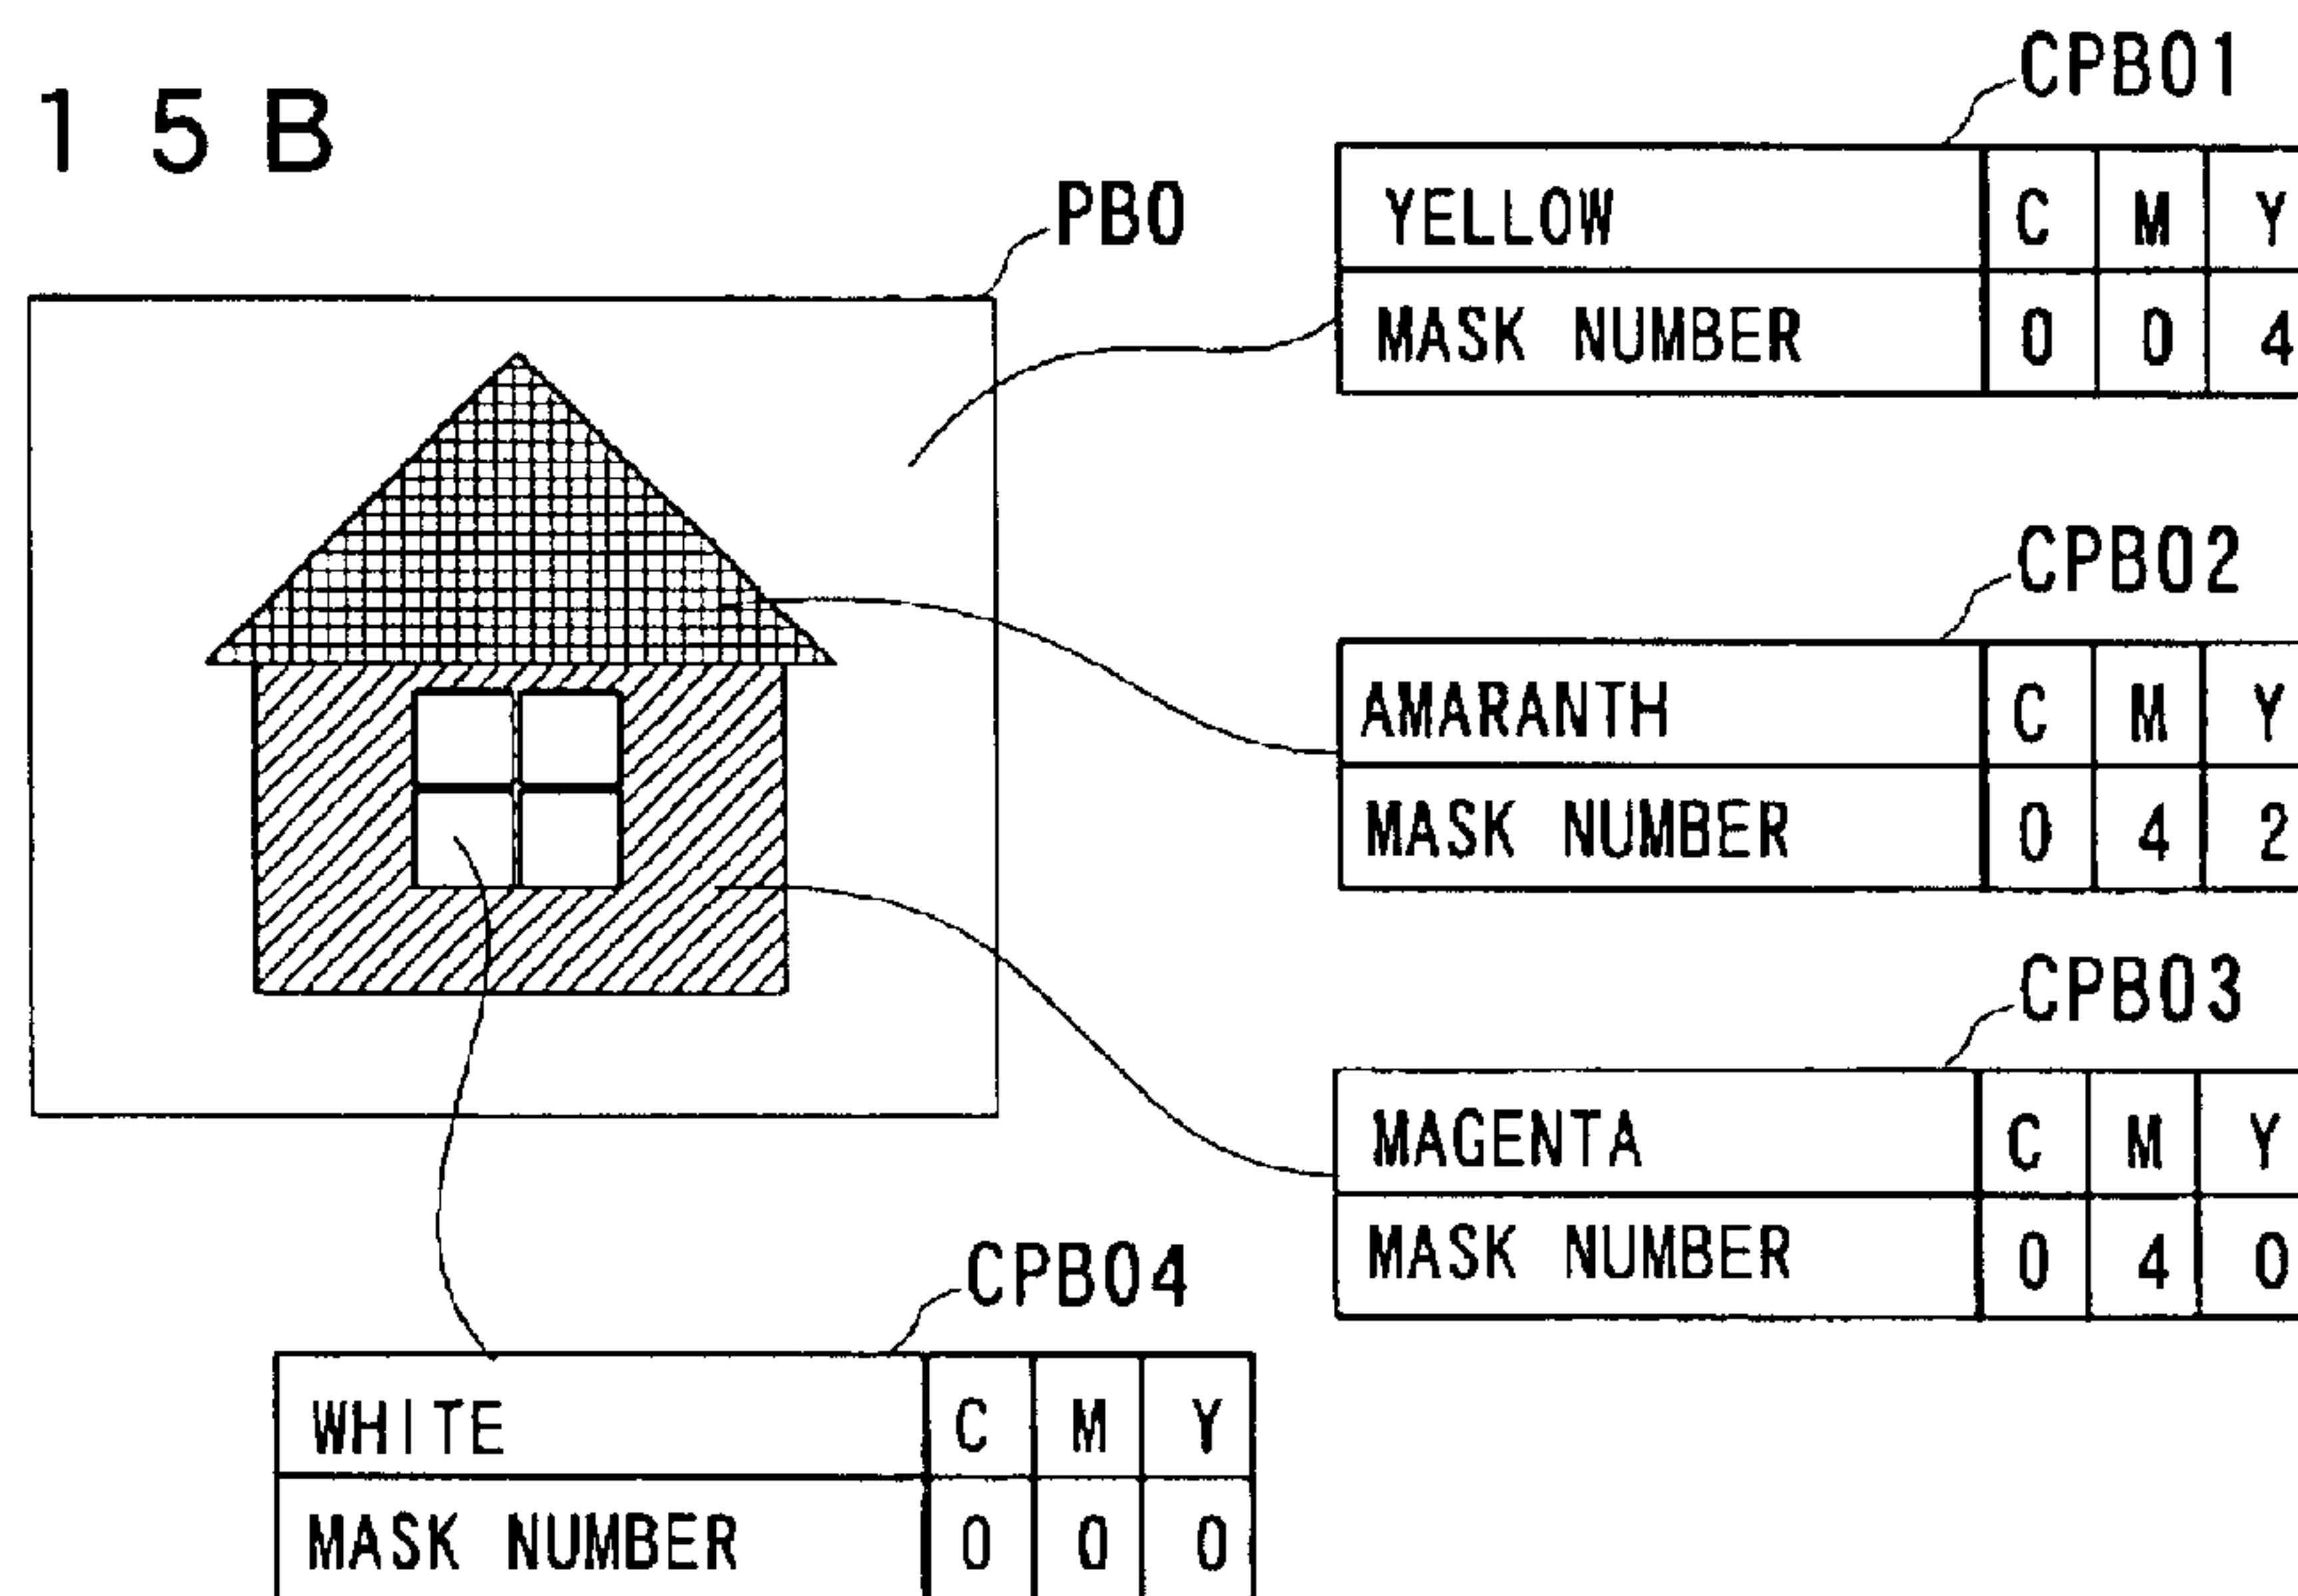 15B
PB0
CPB01
YELLOW C M Y
MASK NUMBER 0 0 4
CPB02
AMARANTH C M Y
MASK NUMBER 0 4 2
CPB03
MAGENTA C M Y
MASK NUMBER 0 4 0
CPB04
WHITE C M Y
MASK NUMBER 0 0 0